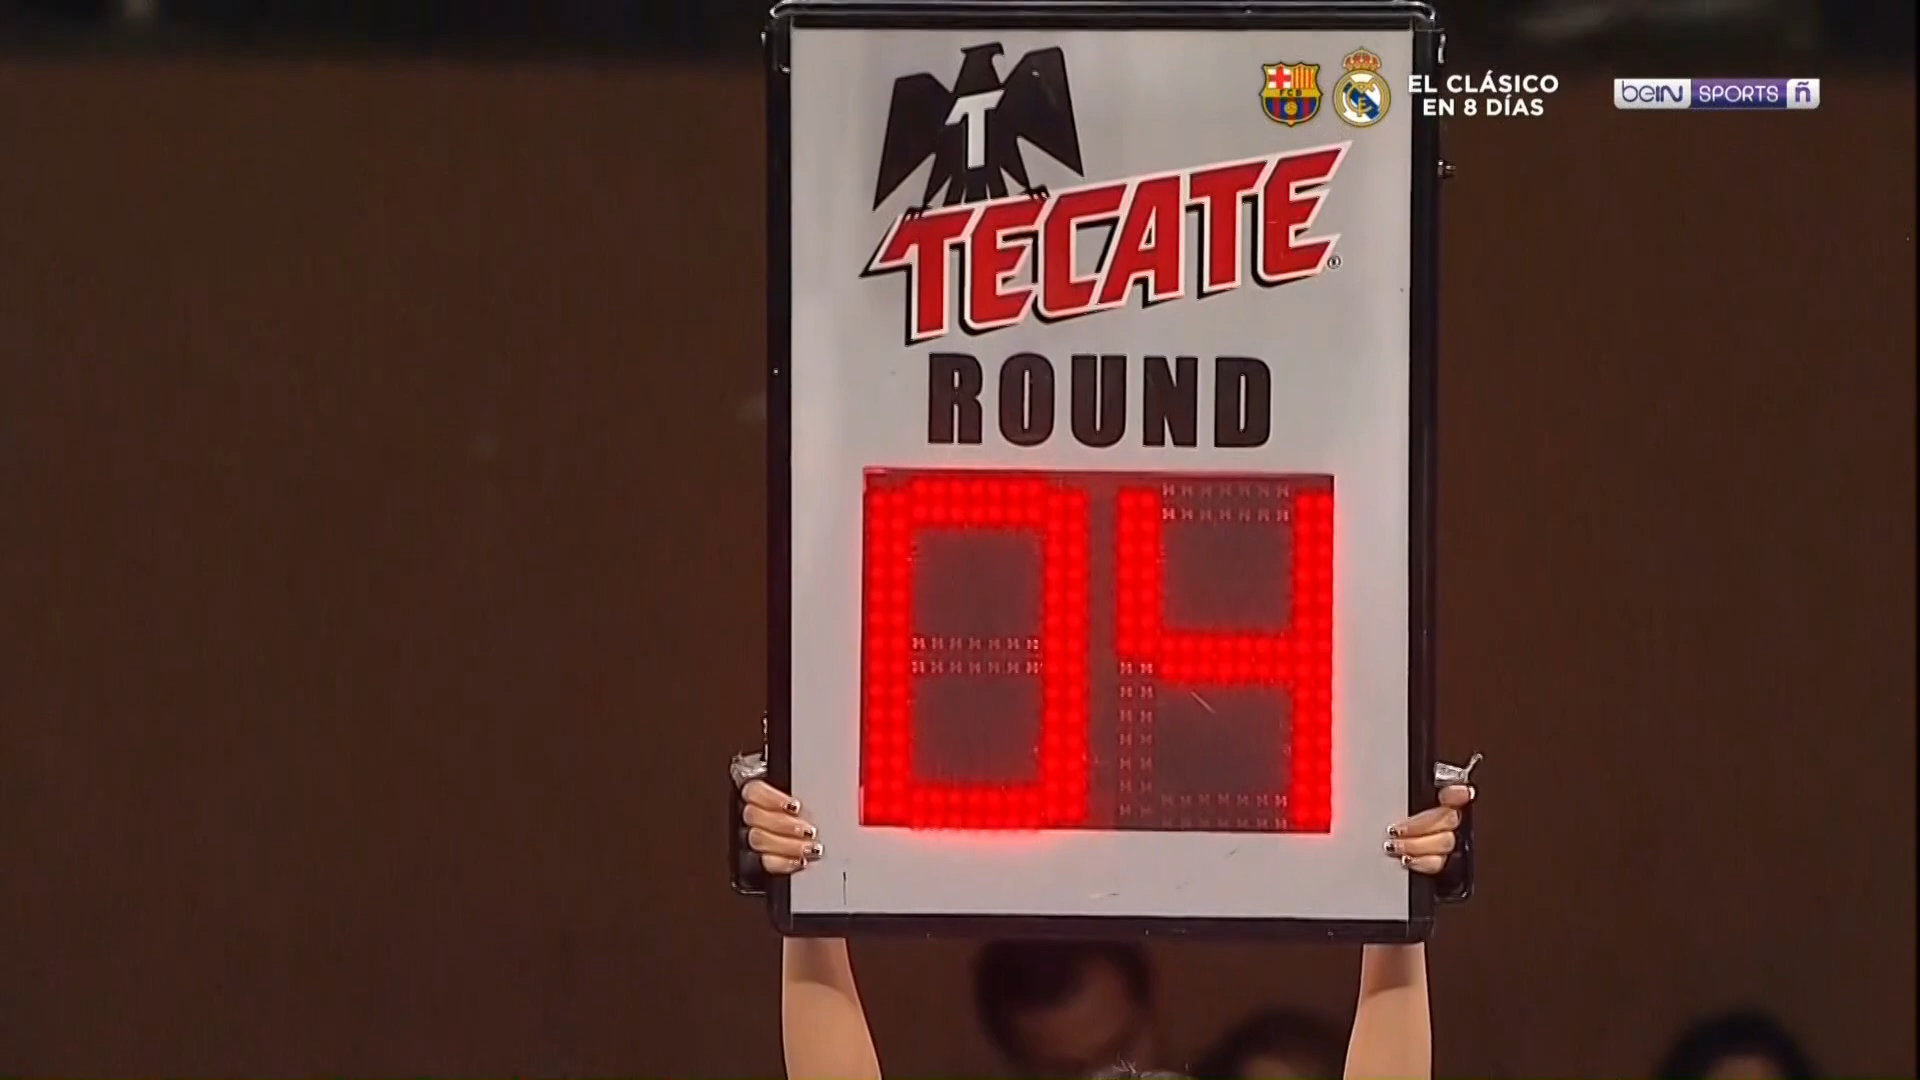 T
TECATE®
ROUND
04
FCB
EL CLÁSICO
EN 8 DÍAS
beIN SPORTS ñ